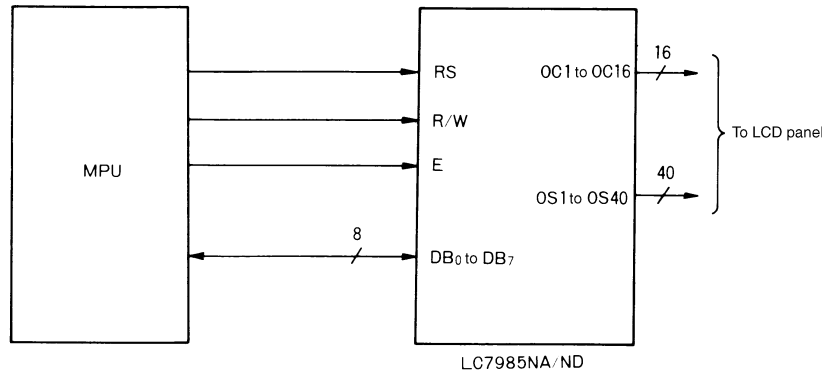 MPU
RS
R/W
E
8
DB0 to DB7
OC1 to OC16
16
OS1 to OS40
40
To LCD panel
LC7985NA/ND